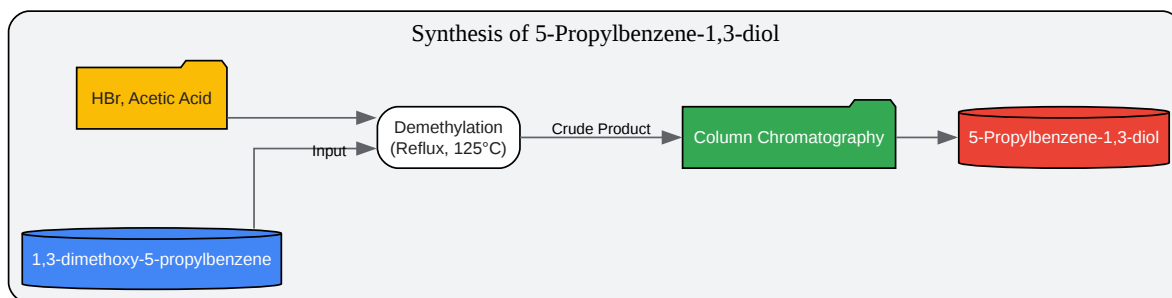 Synthesis of 5-Propylbenzene-1,3-diol
HBr, Acetic Acid
Input
Demethylation
(Reflux, 125°C)
Crude Product
Column Chromatography
5-Propylbenzene-1,3-diol
1,3-dimethoxy-5-propylbenzene